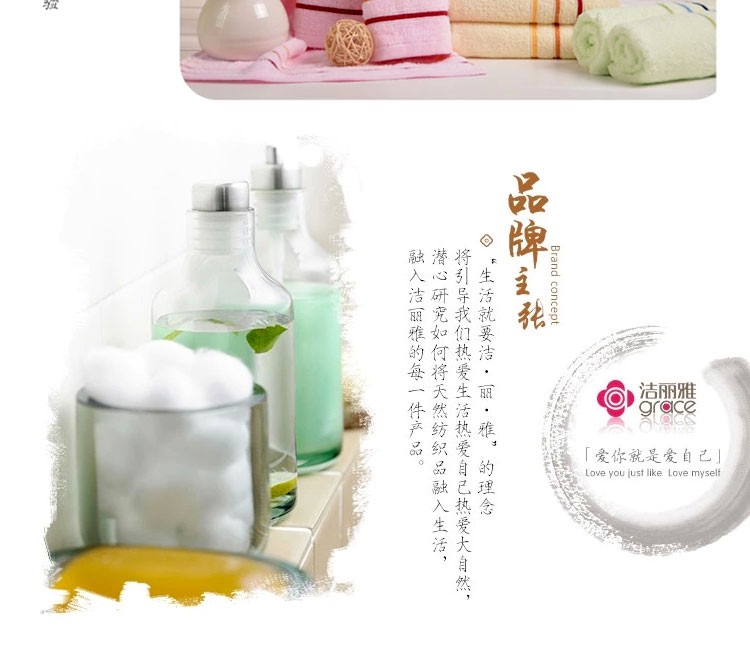 验
品牌主张
Brand concept
“生活就要洁·丽·雅”的理念
将引导我们热爱生活热爱自己热爱大自然,
潜心研究如何将天然纺织品融入生活,
融入洁丽雅的每一件产品。
洁丽雅
grace
「爱你就是爱自己」
Love you just like Love myself